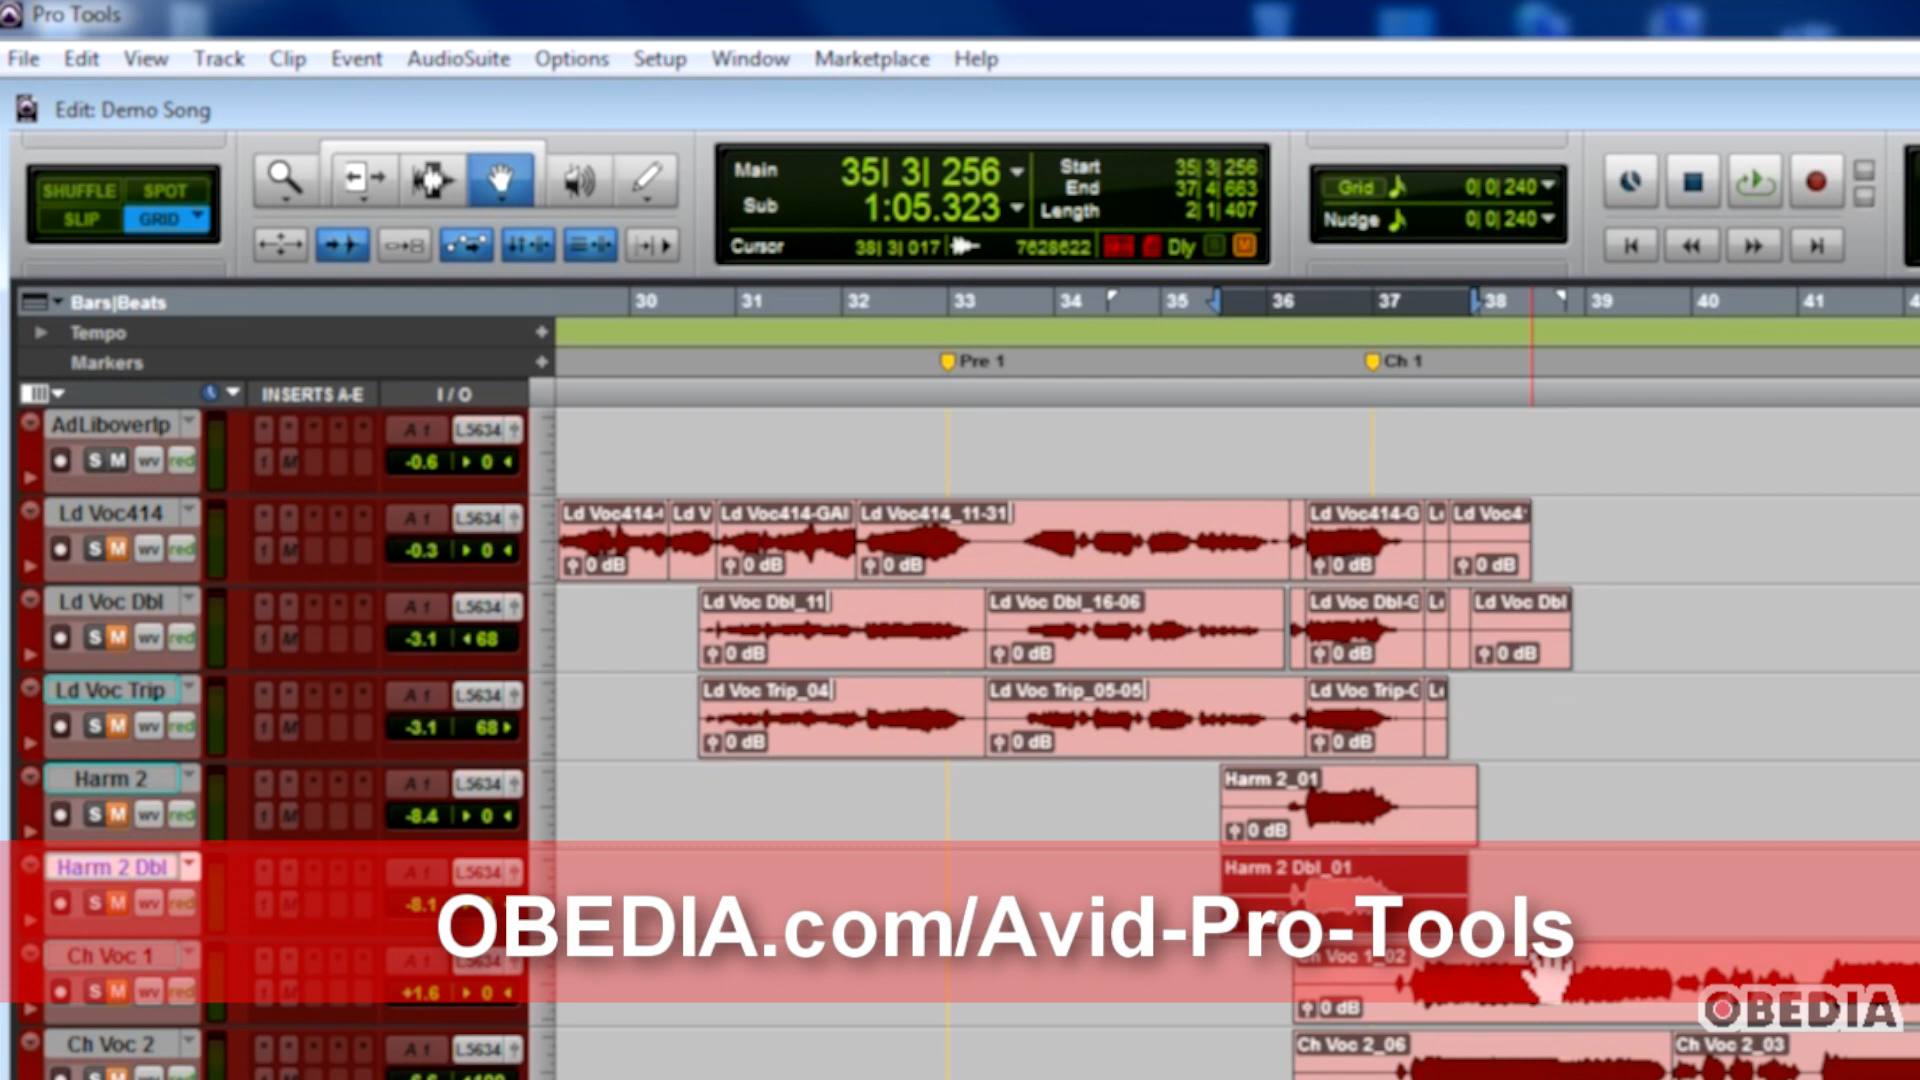 Pro Tools
File Edit View Track Clip Event AudioSuite Options Setup Window Marketplace Help
Edit: Demo Song
SHUFFLE SPOT
SLIP GRID
Main 35| 3| 256
Sub 1:05.323
Start 35| 3| 256
End 37| 4| 663
Length 2| 1| 407
Cursor 38| 3| 017 7628622 Dly S M
Grid 0| 0| 240
Nudge 0| 0| 240
Bars|Beats 30 31 32 33 34 35 36 37 38 39 40 41
Tempo
Markers Pre 1 Ch 1
INSERTS A-E I / O
AdLiboverlp A 1 L5634
S M wv red -0.6 0
Ld Voc414 A 1 L5634 Ld Voc414- Ld V Ld Voc414-GAI Ld Voc414_11-31 Ld Voc414-G Ld Voc4
S M wv red -0.3 0 0 dB 0 dB 0 dB 0 dB 0 dB
Ld Voc Dbl A 1 L5634 Ld Voc Dbl_11 Ld Voc Dbl_16-06 Ld Voc Dbl-G Ld Voc Dbl
S M wv red -3.1 68 0 dB 0 dB 0 dB 0 dB
Ld Voc Trip A 1 L5634 Ld Voc Trip_04 Ld Voc Trip_05-05 Ld Voc Trip-
S M wv red -3.1 68 0 dB 0 dB 0 dB
Harm 2 A 1 L5634 Harm 2_01
S M wv red -8.4 0 0 dB
Harm 2 Dbl A 1 L5634 Harm 2 Dbl_01
S M wv red -8.1
OBEDIA.com/Avid-Pro-Tools
Ch Voc 1 A 1 L5634 Ch Voc 1_02
S M wv red +1.6 0 0 dB
OBEDIA
Ch Voc 2 A 1 L5634 Ch Voc 2_06 Ch Voc 2_03